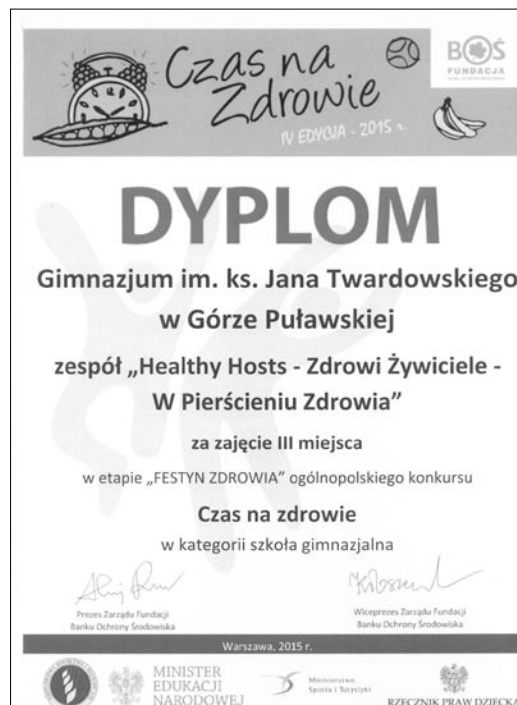 Czas na
Zdrowie
IV EDYCJA - 2015 r.
BOŚ
FUNDACJA
DYPLOM
Gimnazjum im. ks. Jana Twardowskiego
w Górze Puławskiej
zespół „Healthy Hosts - Zdrowi Żywiciele -
W Pierścieniu Zdrowia”
za zajęcie III miejsca
w etapie „FESTYN ZDROWIA” ogólnopolskiego konkursu
Czas na zdrowie
w kategorii szkoła gimnazjalna
Prezes Zarządu Fundacji
Banku Ochrony Środowiska
Wiceprezes Zarządu Fundacji
Banku Ochrony Środowiska
Warszawa, 2015 r.
MINISTER
EDUKACJI
NARODOWEJ
Ministerstwo
Sportu i Turystyki
RZECZNIK PRAW DZIECKA